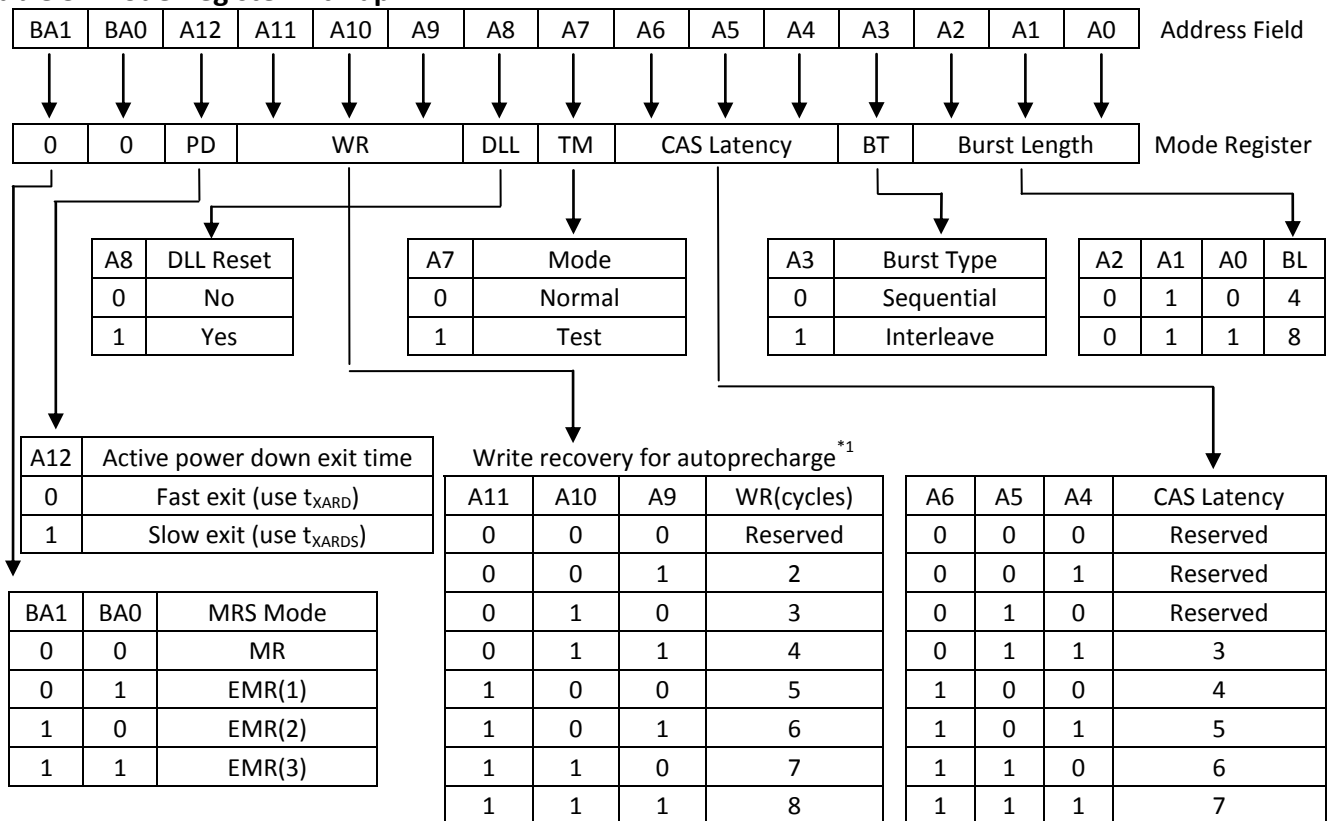 BA1 BA0 A12 A11 A10 A9 A8 A7 A6 A5 A4 A3 A2 A1 A0 Address Field
0 0 PD WR DLL TM CAS Latency BT Burst Length Mode Register
A8 DLL Reset
0 No
1 Yes
A7 Mode
0 Normal
1 Test
A3 Burst Type
0 Sequential
1 Interleave
A2 A1 A0 BL
0 1 0 4
0 1 1 8
A12 Active power down exit time
0 Fast exit (use tXARD)
1 Slow exit (use tXARDS)
BA1 BA0 MRS Mode
0 0 MR
0 1 EMR(1)
1 0 EMR(2)
1 1 EMR(3)
Write recovery for autoprecharge*1
A11 A10 A9 WR(cycles)
0 0 0 Reserved
0 0 1 2
0 1 0 3
0 1 1 4
1 0 0 5
1 0 1 6
1 1 0 7
1 1 1 8
A6 A5 A4 CAS Latency
0 0 0 Reserved
0 0 1 Reserved
0 1 0 Reserved
0 1 1 3
1 0 0 4
1 0 1 5
1 1 0 6
1 1 1 7